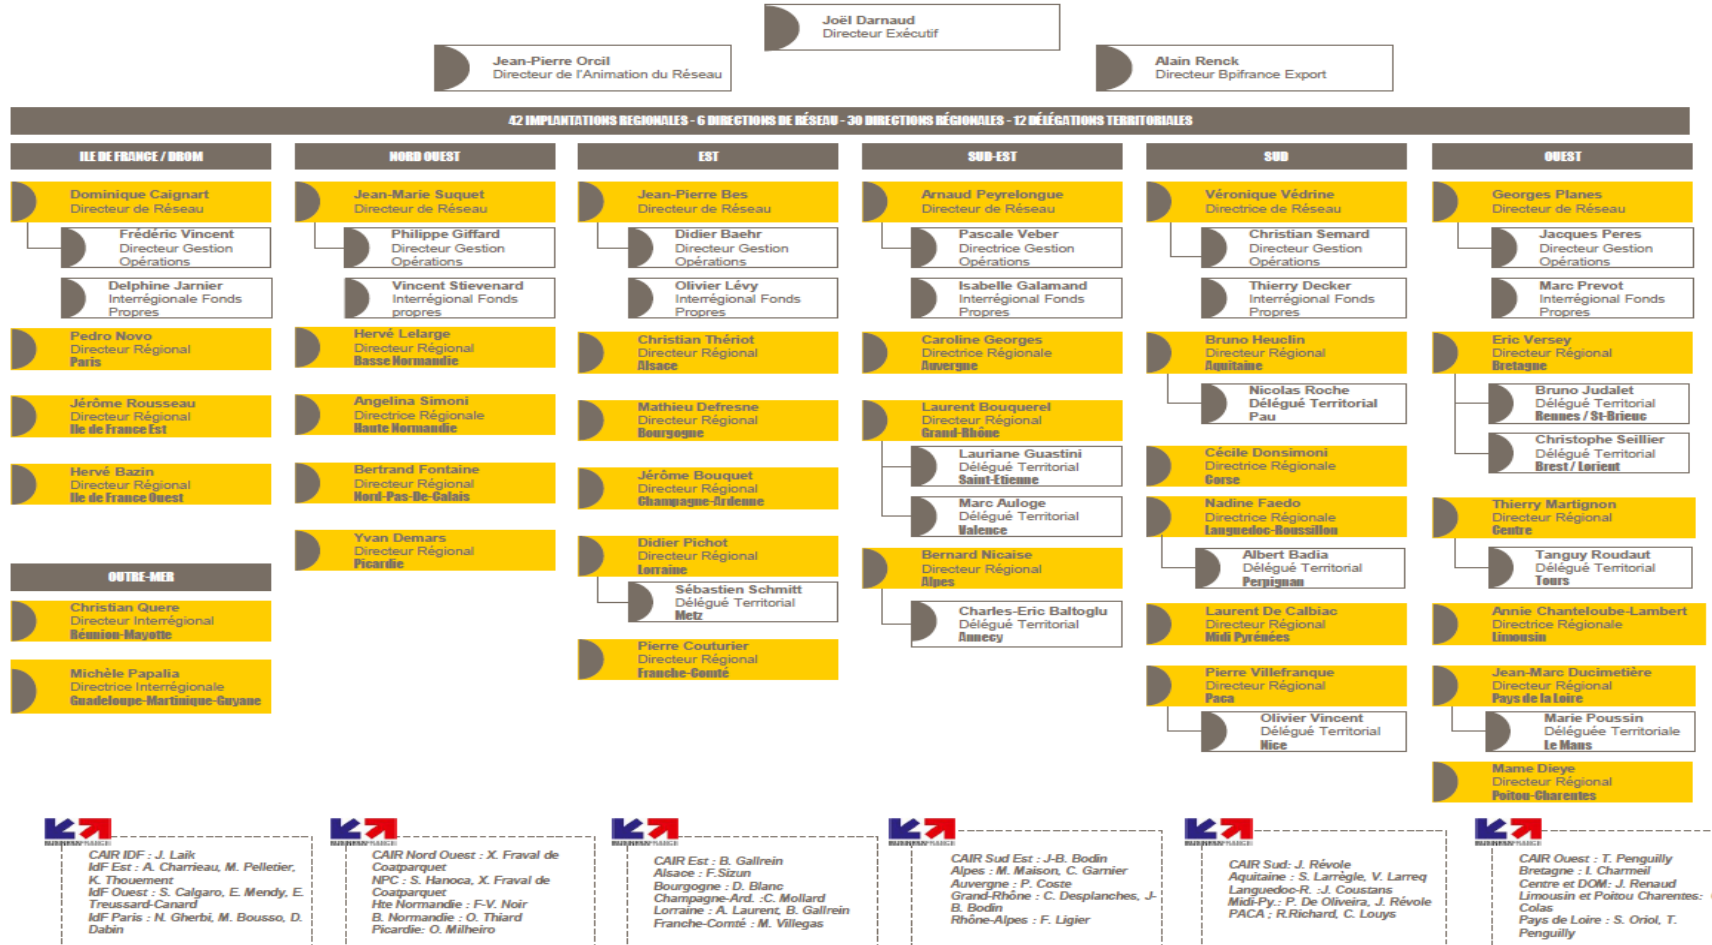 Joël Darnaud
Directeur Exécutif
Jean-Pierre Orcil
Directeur de l'Animation du Réseau
Alain Renck
Directeur Bpifrance Export
42 IMPLANTATIONS REGIONALES - 6 DIRECTIONS DE RÉSEAU - 30 DIRECTIONS RÉGIONALES - 12 DÉLÉGATIONS TERRITORIALES
ILE DE FRANCE / DROM
Dominique Caignart
Directeur de Réseau
Frédéric Vincent
Directeur Gestion
Opérations
Delphine Jarnier
Interrégionale Fonds
Propres
Pedro Novo
Directeur Régional
Paris
Jérôme Rousseau
Directeur Régional
Ile de France Est
Hervé Bazin
Directeur Régional
Ile de France Ouest
OUTRE-MER
Christian Quere
Directeur Interrégional
Réunion-Mayotte
Michèle Papalia
Directrice Interrégionale
Guadeloupe-Martinique-Guyane
NORD OUEST
Jean-Marie Suquet
Directeur de Réseau
Philippe Giffard
Directeur Gestion
Opérations
Vincent Stievenard
Interrégional Fonds
propres
Hervé Lelarge
Directeur Régional
Basse Normandie
Angelina Simoni
Directrice Régionale
Haute Normandie
Bertrand Fontaine
Directeur Régional
Nord-Pas-De-Calais
Yvan Demars
Directeur Régional
Picardie
EST
Jean-Pierre Bes
Directeur de Réseau
Didier Baehr
Directeur Gestion
Opérations
Olivier Lévy
Interrégional Fonds
Propres
Christian Thériot
Directeur Régional
Alsace
Mathieu Defresne
Directeur Régional
Bourgogne
Jérôme Bouquet
Directeur Régional
Champagne-Ardenne
Didier Pichot
Directeur Régional
Lorraine
Sébastien Schmitt
Délégué Territorial
Metz
Pierre Couturier
Directeur Régional
Franche-Comté
SUD-EST
Arnaud Peyrelongue
Directeur de Réseau
Pascale Veber
Directrice Gestion
Opérations
Isabelle Galamand
Interrégional Fonds
Propres
Caroline Georges
Directrice Régionale
Auvergne
Laurent Bouquerel
Directeur Régional
Grand-Rhône
Lauriane Guastini
Délégué Territorial
Saint-Etienne
Marc Auloge
Délégué Territorial
Valence
Bernard Nicaise
Directeur Régional
Alpes
Charles-Eric Baltoglu
Délégué Territorial
Annecy
SUD
Véronique Védrine
Directrice de Réseau
Christian Semard
Directeur Gestion
Opérations
Thierry Decker
Interrégional Fonds
Propres
Bruno Heuclin
Directeur Régional
Aquitaine
Nicolas Roche
Délégué Territorial
Pau
Cécile Donsimoni
Directrice Régionale
Corse
Nadine Faedo
Directrice Régionale
Languedoc-Roussillou
Albert Badia
Délégué Territorial
Perpignan
Laurent De Calbiac
Directeur Régional
Midi Pyrénées
Pierre Villefranque
Directeur Régional
Paca
Olivier Vincent
Délégué Territorial
Nice
OUEST
Georges Planes
Directeur de Réseau
Jacques Peres
Directeur Gestion
Opérations
Marc Prevot
Interrégional Fonds
Propres
Eric Versey
Directeur Régional
Bretagne
Bruno Judalet
Délégué Territorial
Rennes / St-Brieuc
Christophe Seillier
Délégué Territorial
Brest / Lorient
Thierry Martignon
Directeur Régional
Centre
Tanguy Roudaut
Délégué Territorial
Tours
Annie Chanteloube-Lambert
Directrice Régionale
Limousin
Jean-Marc Ducimetière
Directeur Régional
Pays de la Loire
Marie Poussin
Déléguée Territoriale
Le Mans
Mame Dieye
Directeur Régional
Poitou-Charentes
CAIR IDF : J. Laik
IdF Est : A. Charrieau, M. Pelletier,
K. Thouement
IdF Ouest : S. Calgaro, E. Mendy, E.
Treussard-Canard
IdF Paris : N. Gherbi, M. Bousso, D.
Dabin
CAIR Nord Ouest : X. Fraval de
Coatparquet
NPC : S. Hanoca, X. Fraval de
Coatparquet
Hte Normandie : F-V. Noir
B. Normandie : O. Thiard
Picardie: O. Milheiro
CAIR Est : B. Gallrein
Alsace : F.Sizun
Bourgogne : D. Blanc
Champagne-Ard. :C. Mollard
Lorraine : A. Laurent, B. Gallrein
Franche-Comté : M. Villegas
CAIR Sud Est : J-B. Bodin
Alpes : M. Maison, C. Garnier
Auvergne : P. Coste
Grand-Rhône : C. Desplanches, J-
B. Bodin
Rhône-Alpes : F. Ligier
CAIR Sud: J. Révole
Aquitaine : S. Larrègle, V. Larreq
Languedoc-R. :J. Coustans
Midi-Py.: P. De Oliveira, J. Révole
PACA ; R.Richard, C. Louys
CAIR Ouest : T. Penguilly
Bretagne : I. Charmeil
Centre et DOM: J. Renaud
Limousin et Poitou Charentes:
Colas
Pays de Loire : S. Oriol, T.
Penguilly